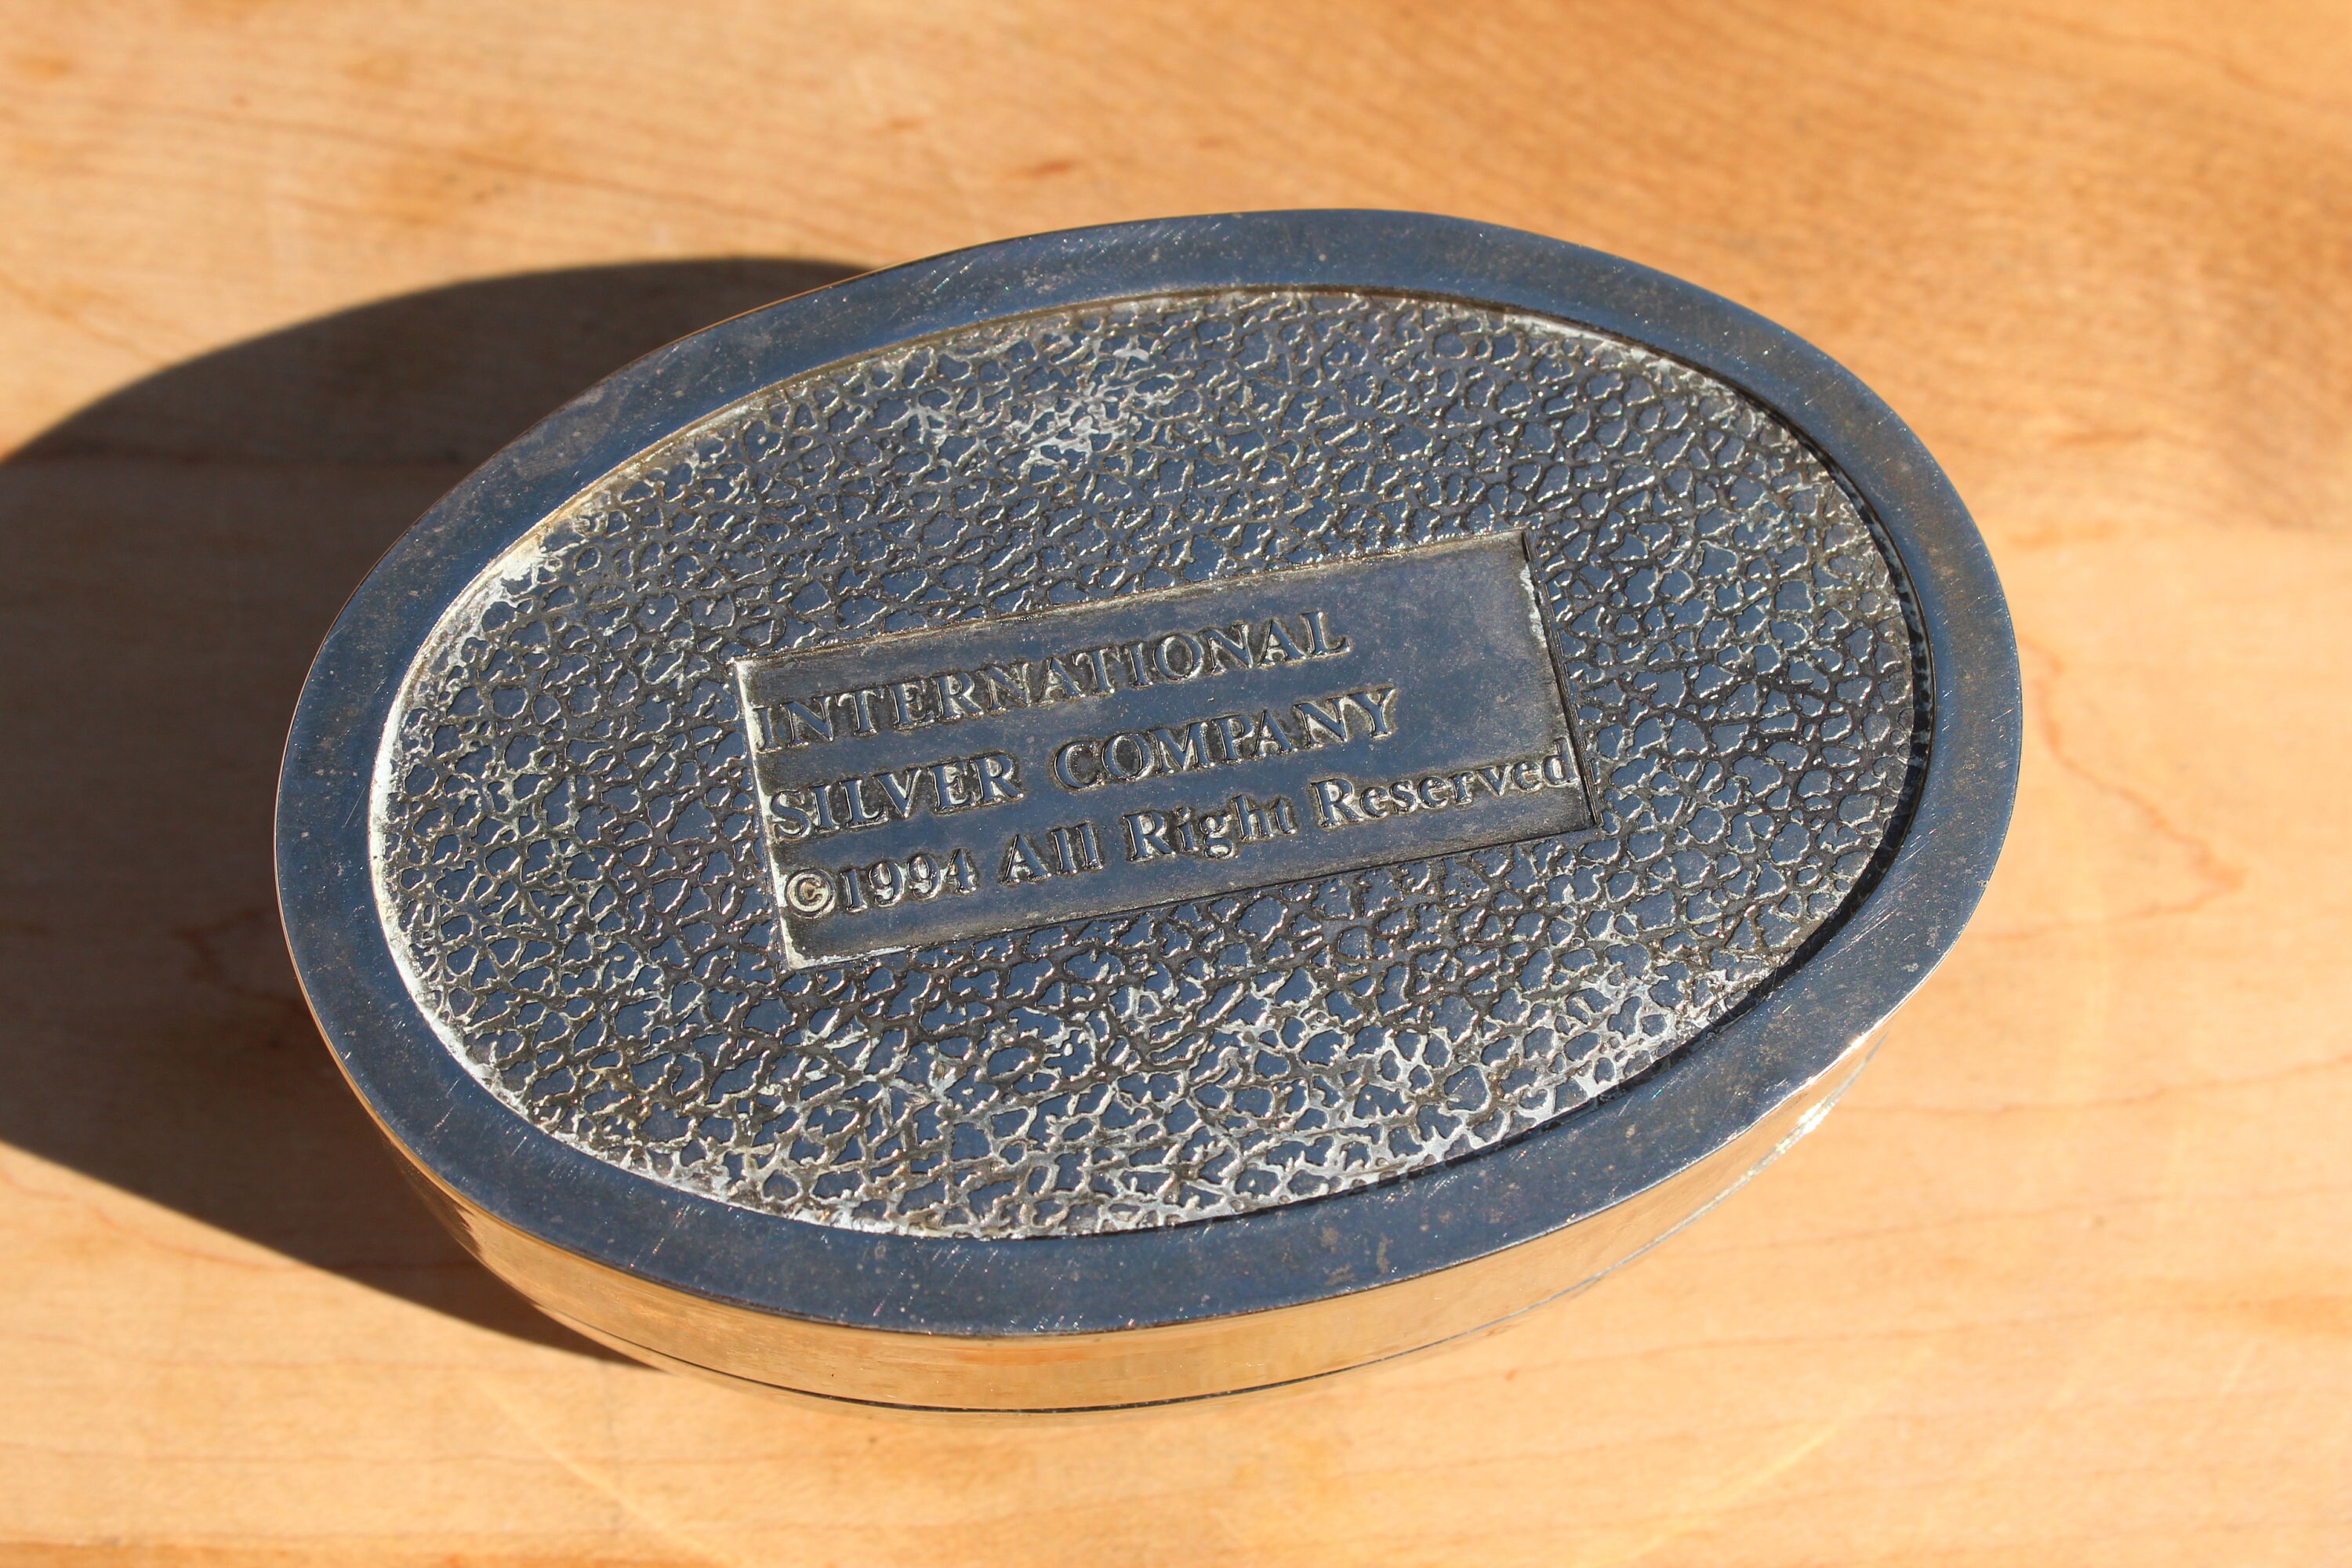 INTERNATIONAL
SILVER COMPANY
©1994 All Right Reserved